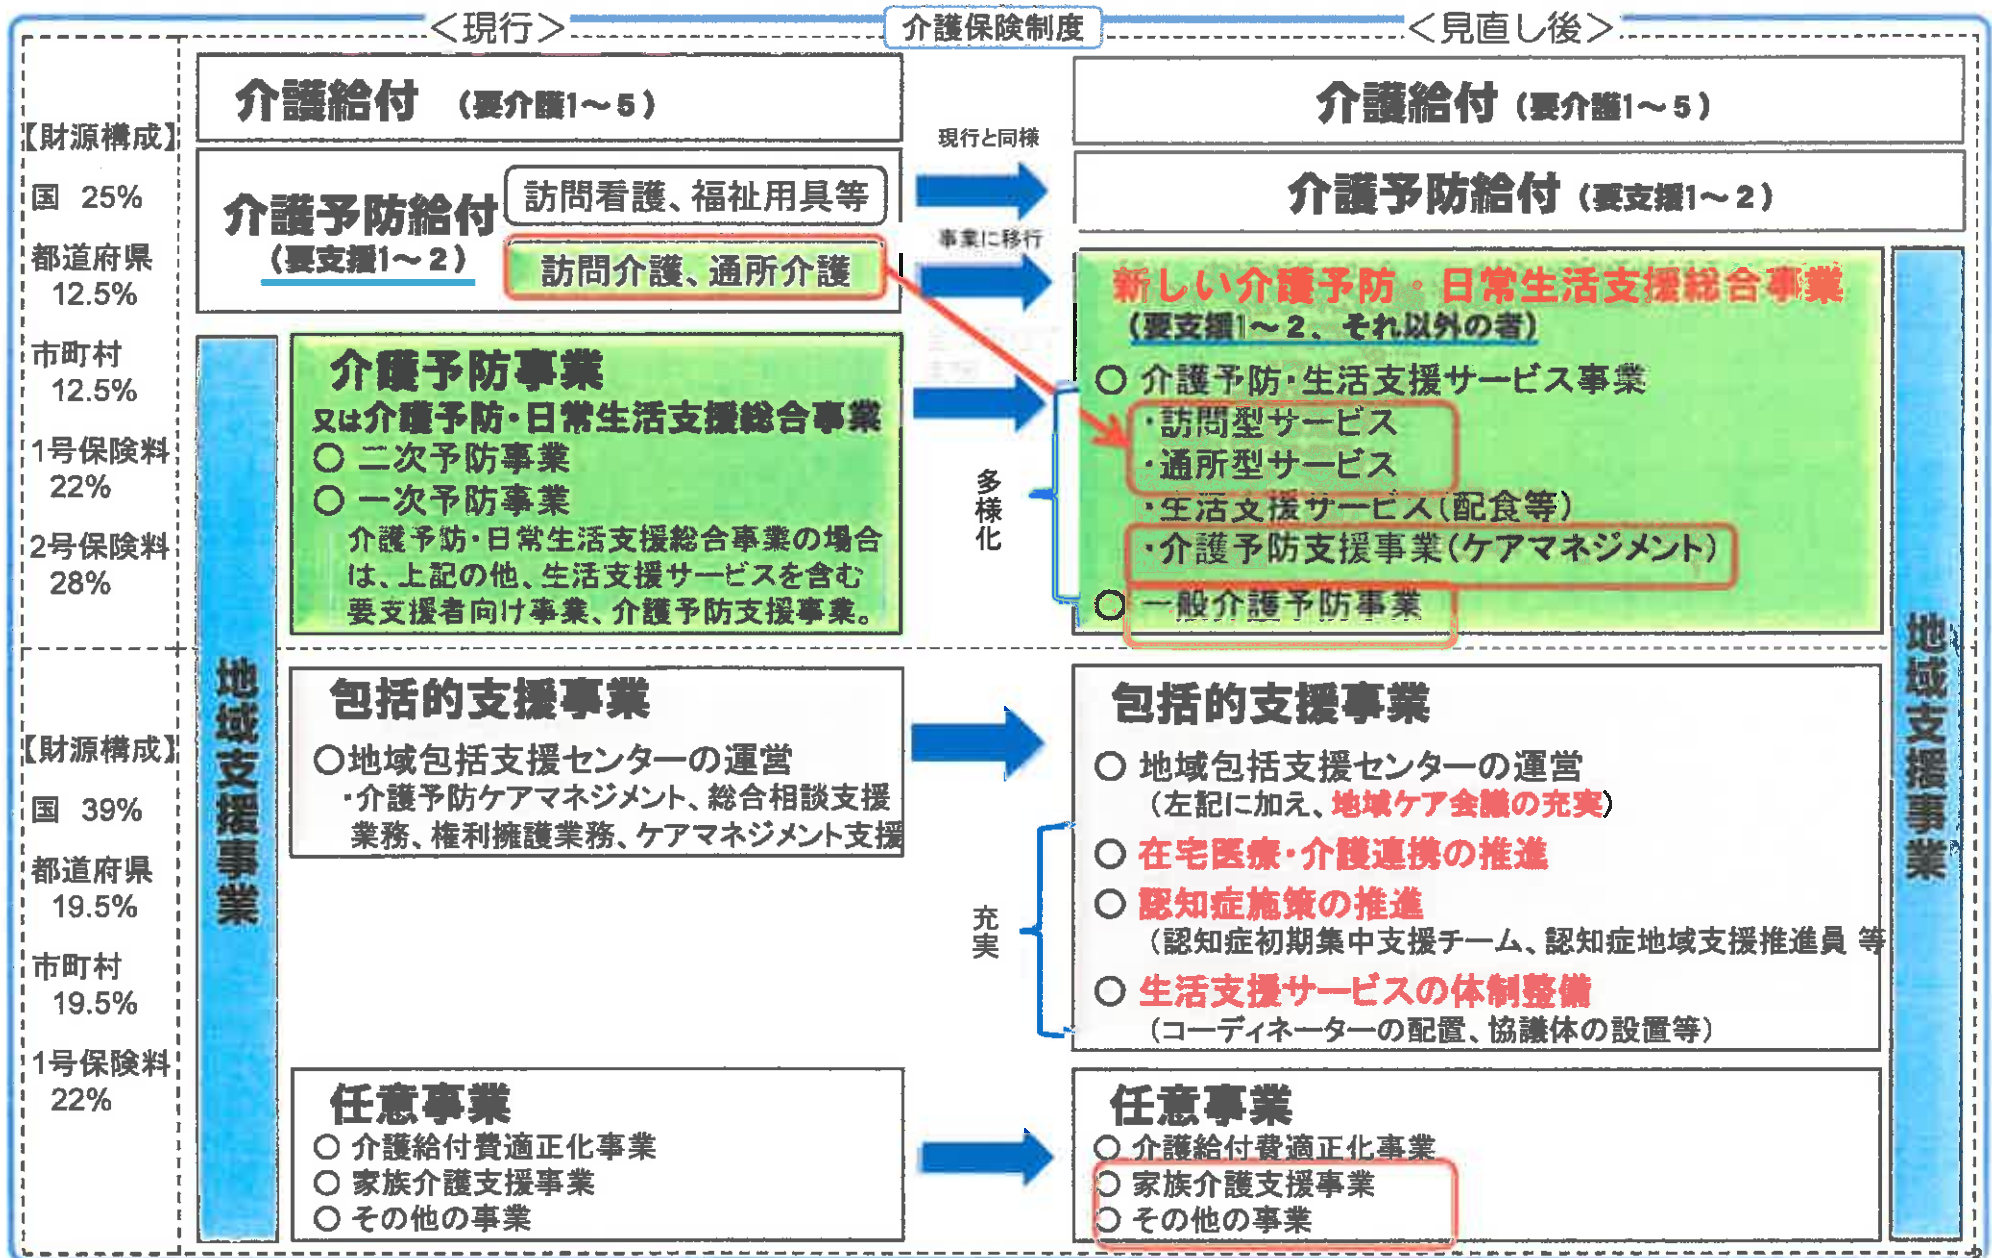 ＜現行＞
介護保険制度
＜見直し後＞
【財源構成】
国 25%
都道府県
12.5%
市町村
12.5%
1号保険料
22%
2号保険料
28%
【財源構成】
国 39%
都道府県
19.5%
市町村
19.5%
1号保険料
22%
介護給付 （要介護1～5）
介護予防給付
（要支援1～2）
訪問看護、福祉用具等
訪問介護、通所介護
地域支援事業
介護予防事業
又は介護予防・日常生活支援総合事業
○ 二次予防事業
○ 一次予防事業
介護予防・日常生活支援総合事業の場合
は、上記の他、生活支援サービスを含む
要支援者向け事業、介護予防支援事業。
包括的支援事業
○地域包括支援センターの運営
・介護予防ケアマネジメント、総合相談支援
業務、権利擁護業務、ケアマネジメント支援
任意事業
○ 介護給付費適正化事業
○ 家族介護支援事業
○ その他の事業
現行と同様
事業に移行
多様化
充実
介護給付（要介護1～5）
介護予防給付（要支援1～2）
新しい介護予防・日常生活支援総合事業
（要支援1～2、それ以外の者）
○ 介護予防・生活支援サービス事業
・訪問型サービス
・通所型サービス
・生活支援サービス（配食等）
・介護予防支援事業（ケアマネジメント）
○ 一般介護予防事業
包括的支援事業
○ 地域包括支援センターの運営
（左記に加え、地域ケア会議の充実）
○ 在宅医療・介護連携の推進
○ 認知症施策の推進
（認知症初期集中支援チーム、認知症地域支援推進員 等
○ 生活支援サービスの体制整備
（コーディネーターの配置、協議体の設置等）
任意事業
○ 介護給付費適正化事業
○ 家族介護支援事業
○ その他の事業
地域支援事業